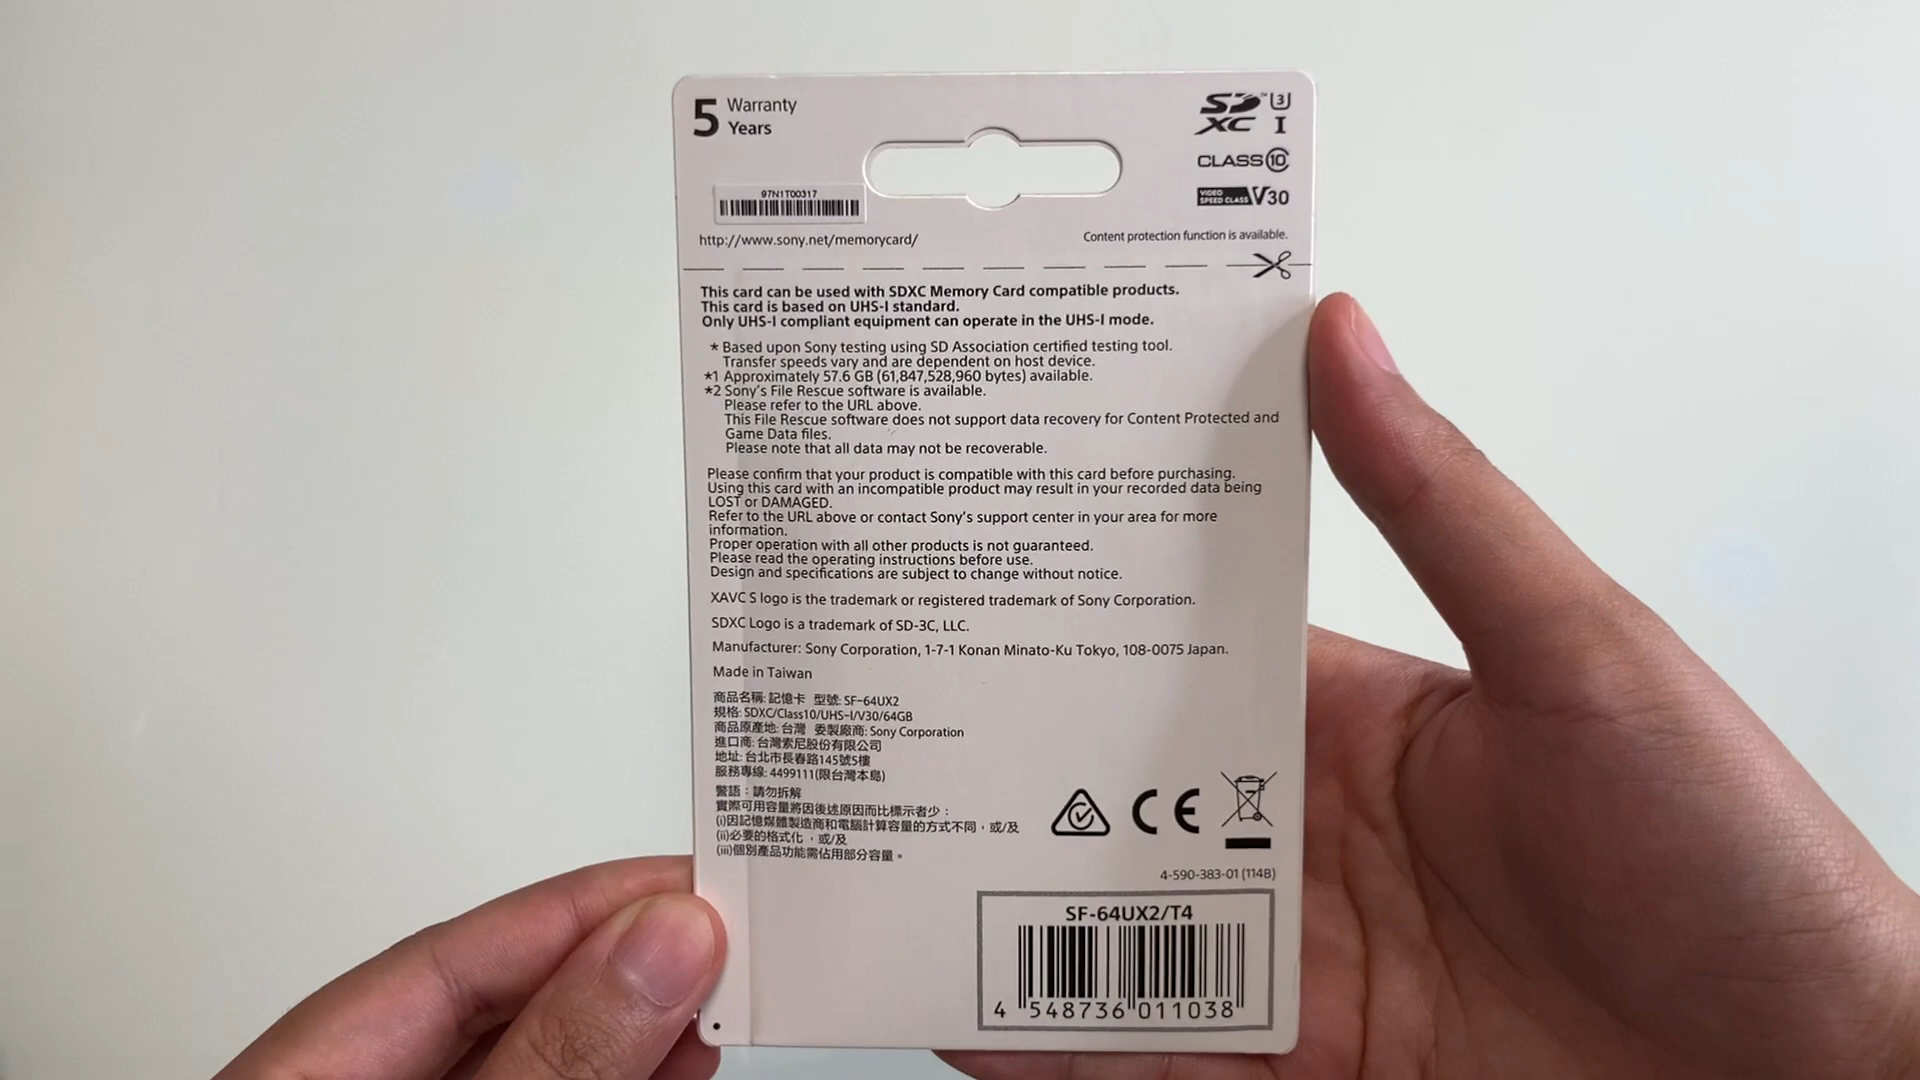 5 Warranty
Years
SD XC ™ 3 I
CLASS 10
VIDEO SPEED CLASS V30
97N1T00317
http://www.sony.net/memorycard/
Content protection function is available.
This card can be used with SDXC Memory Card compatible products.
This card is based on UHS-I standard.
Only UHS-I compliant equipment can operate in the UHS-I mode.
* Based upon Sony testing using SD Association certified testing tool.
Transfer speeds vary and are dependent on host device.
*1 Approximately 57.6 GB (61,847,528,960 bytes) available.
*2 Sony's File Rescue software is available.
Please refer to the URL above.
This File Rescue software does not support data recovery for Content Protected and
Game Data files.
Please note that all data may not be recoverable.
Please confirm that your product is compatible with this card before purchasing.
Using this card with an incompatible product may result in your recorded data being
LOST or DAMAGED.
Refer to the URL above or contact Sony's support center in your area for more
information.
Proper operation with all other products is not guaranteed.
Please read the operating instructions before use.
Design and specifications are subject to change without notice.
XAVC S logo is the trademark or registered trademark of Sony Corporation.
SDXC Logo is a trademark of SD-3C, LLC.
Manufacturer: Sony Corporation, 1-7-1 Konan Minato-Ku Tokyo, 108-0075 Japan.
Made in Taiwan
商品名稱: 記憶卡 型號: SF-64UX2
規格: SDXC/Class10/UHS-I/V30/64GB
商品原產地: 台灣 委製廠商: Sony Corporation
進口商: 台灣索尼股份有限公司
地址: 台北市長春路145號5樓
服務專線: 4499111(限台灣本島)
警語：請勿拆解
實際可用容量將因後述原因而比標示者少：
(i)因記憶媒體製造商和電腦計算容量的方式不同，或/及
(ii)必要的格式化，或/及
(iii)個別產品功能需佔用部分容量。
CE
4-590-383-01 (114B)
SF-64UX2/T4
4 548736 011038